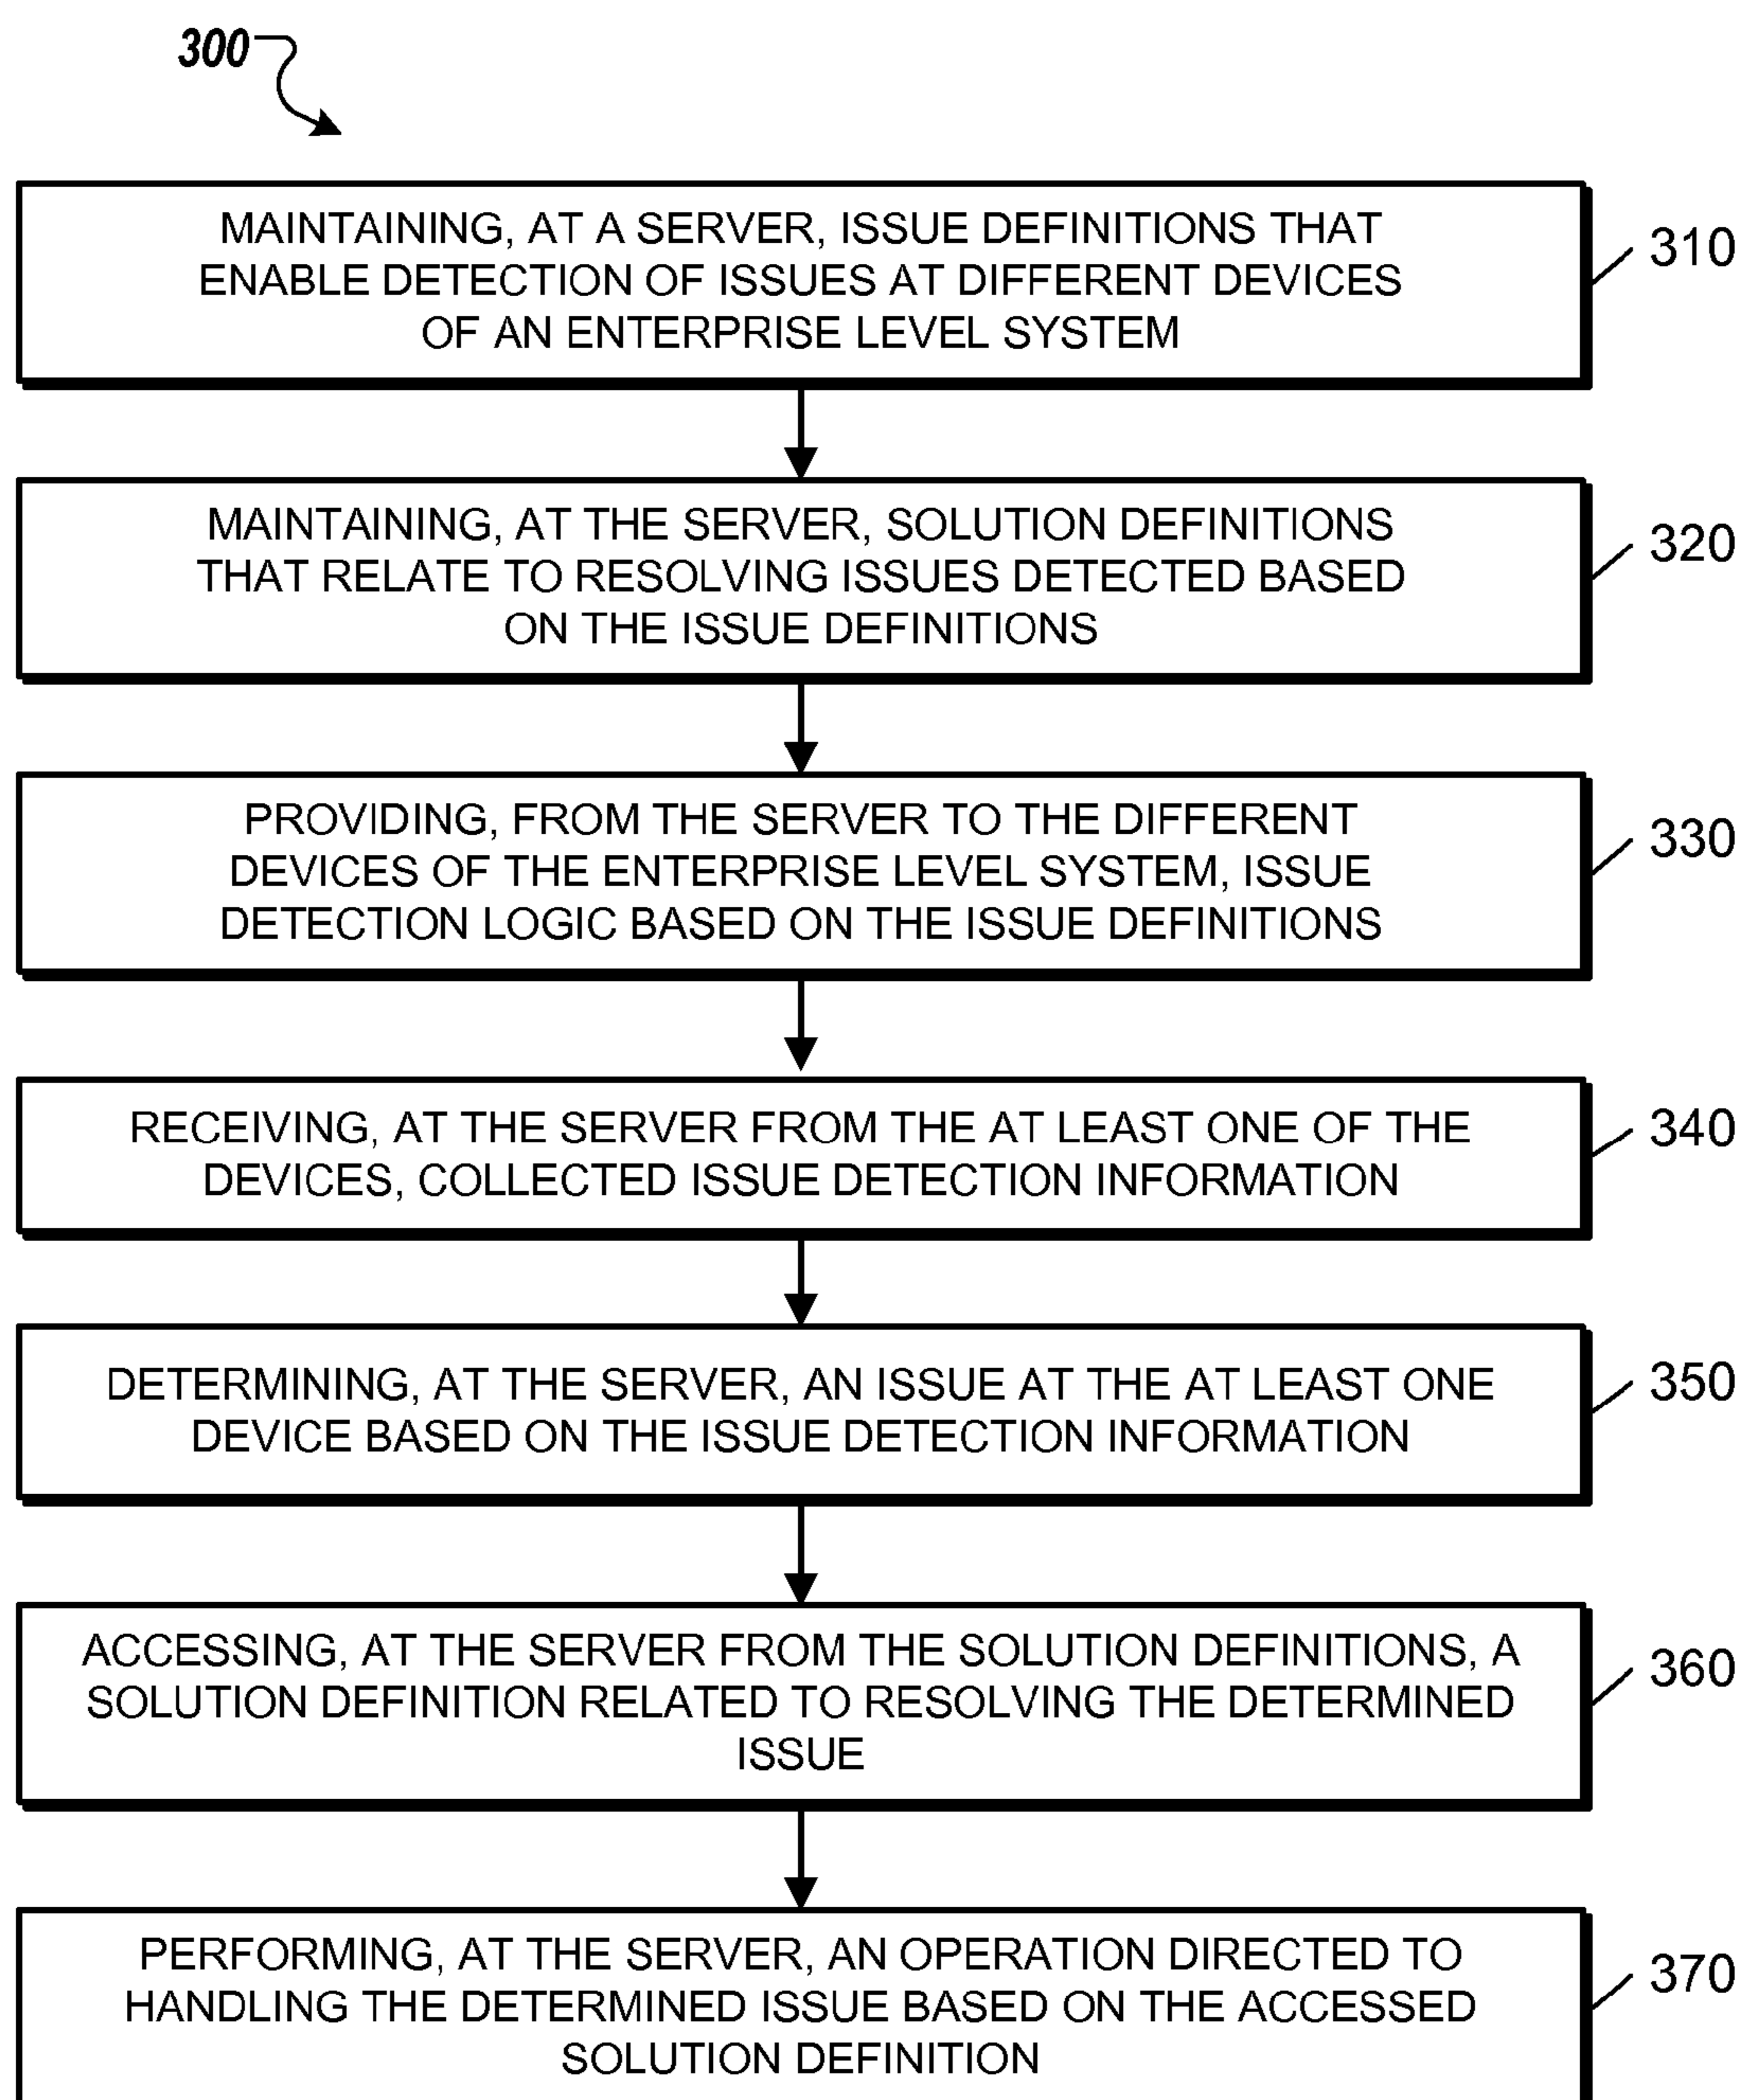 300
MAINTAINING, AT A SERVER, ISSUE DEFINITIONS THAT
ENABLE DETECTION OF ISSUES AT DIFFERENT DEVICES
OF AN ENTERPRISE LEVEL SYSTEM
310
MAINTAINING, AT THE SERVER, SOLUTION DEFINITIONS
THAT RELATE TO RESOLVING ISSUES DETECTED BASED
ON THE ISSUE DEFINITIONS
320
PROVIDING, FROM THE SERVER TO THE DIFFERENT
DEVICES OF THE ENTERPRISE LEVEL SYSTEM, ISSUE
DETECTION LOGIC BASED ON THE ISSUE DEFINITIONS
330
RECEIVING, AT THE SERVER FROM THE AT LEAST ONE OF THE
DEVICES, COLLECTED ISSUE DETECTION INFORMATION
340
DETERMINING, AT THE SERVER, AN ISSUE AT THE AT LEAST ONE
DEVICE BASED ON THE ISSUE DETECTION INFORMATION
350
ACCESSING, AT THE SERVER FROM THE SOLUTION DEFINITIONS, A
SOLUTION DEFINITION RELATED TO RESOLVING THE DETERMINED
ISSUE
360
PERFORMING, AT THE SERVER, AN OPERATION DIRECTED TO
HANDLING THE DETERMINED ISSUE BASED ON THE ACCESSED
SOLUTION DEFINITION
370